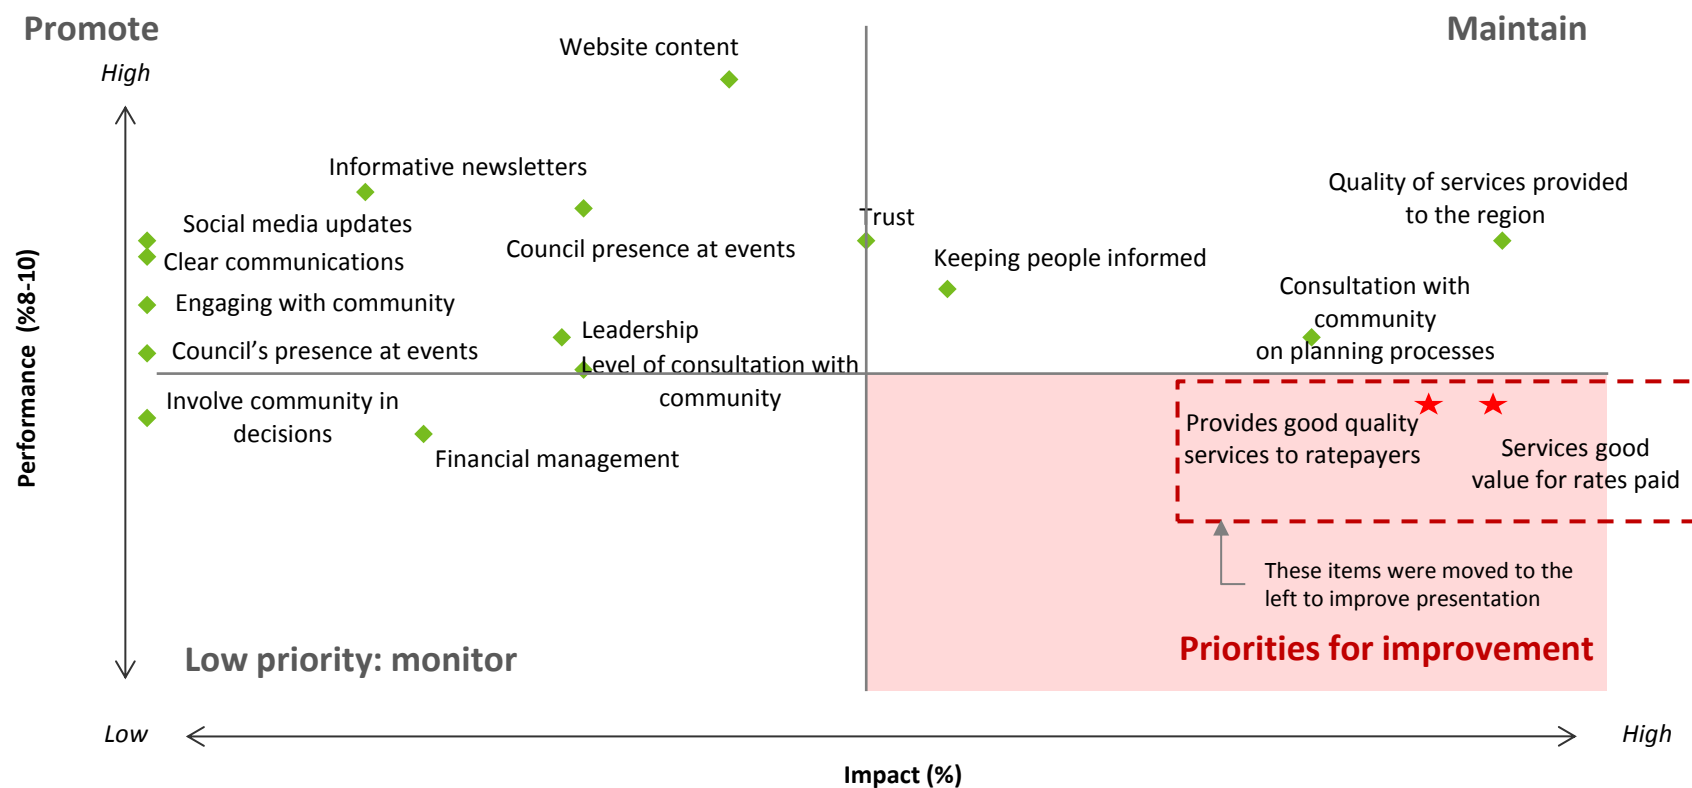 Promote
Maintain
High
Website content
Informative newsletters
Quality of services provided
to the region
Social media updates
Trust
Council presence at events
Clear communications
Keeping people informed
Engaging with community
Consultation with
community
on planning processes
Leadership
Council's presence at events
Level of consultation with
community
Performance (%8-10)
Involve community in
decisions
Financial management
Provides good quality
services to ratepayers
Services good
value for rates paid
These items were moved to the
left to improve presentation
Low priority: monitor
Priorities for improvement
Low
High
Impact (%)